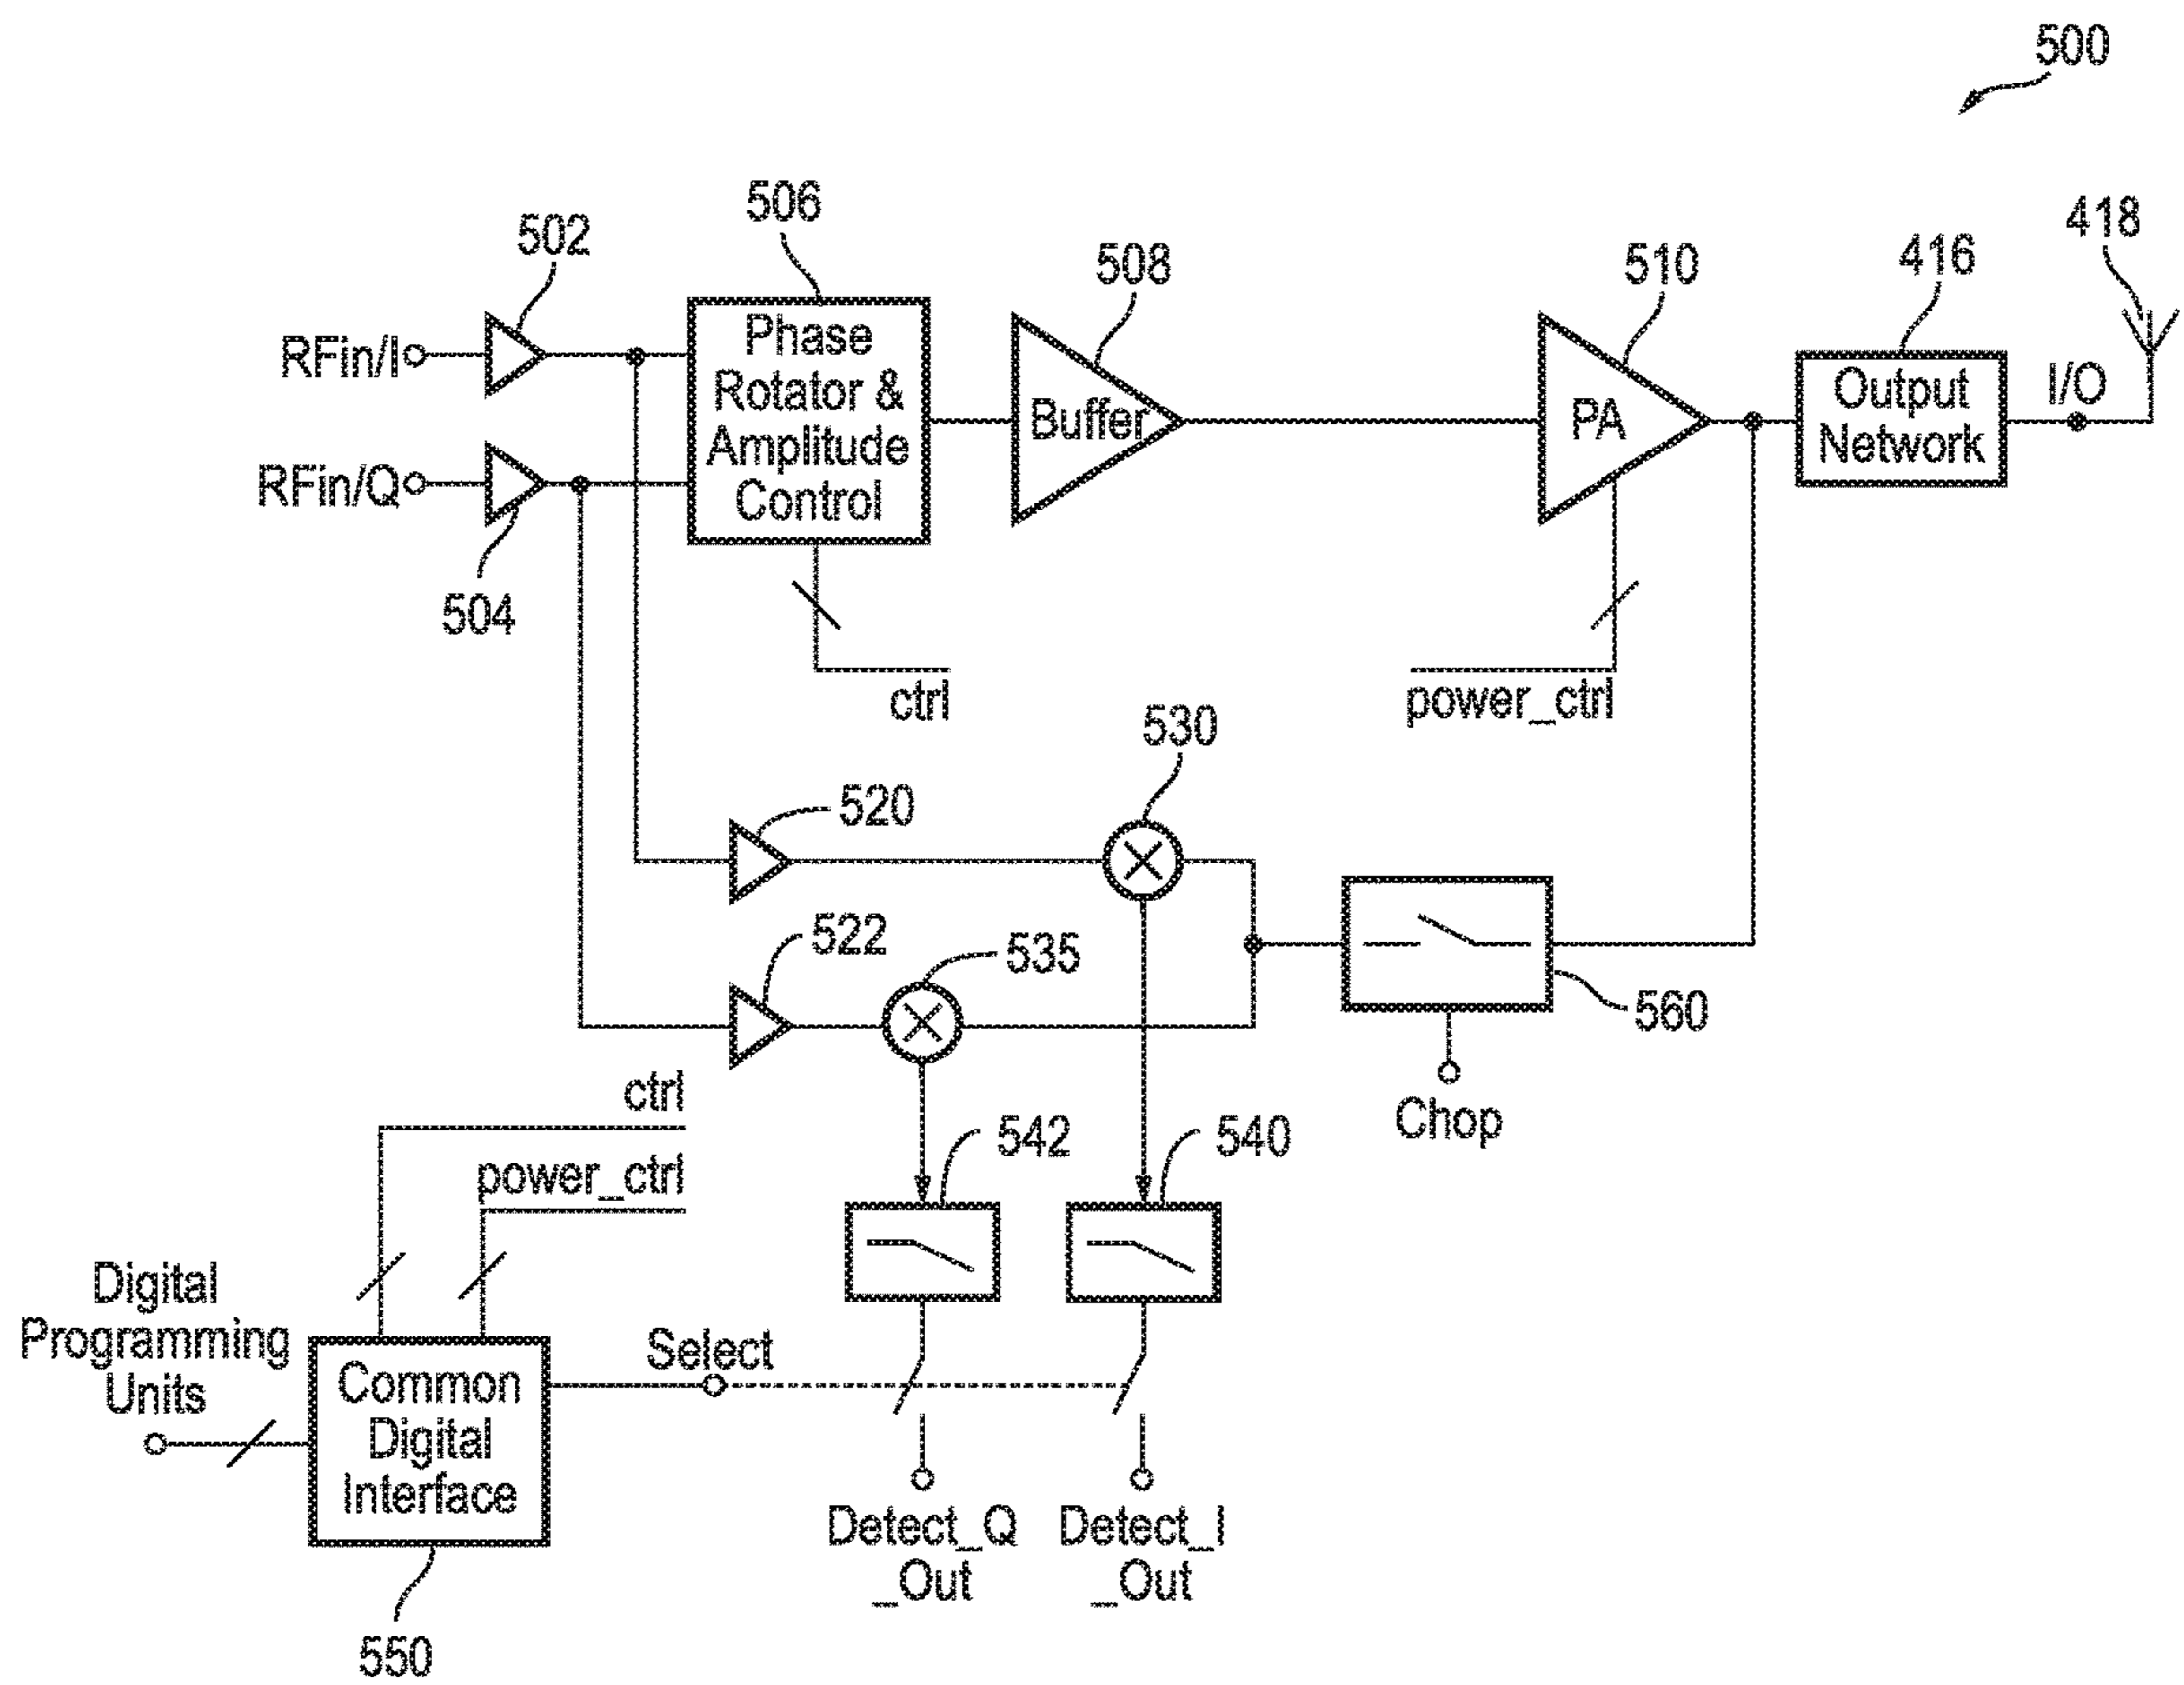 500
506
502
508
510
416
418
RFin/I
Phase
Rotator &
Amplitude
Control
Buffer
PA
Output
Network
I/O
RFin/Q
504
ctrl
power_ctrl
530
520
522
535
560
Chop
ctrl
power_ctrl
542
540
Digital
Programming
Units
Common
Digital
Interface
Select
Detect_Q
_Out
Detect_I
_Out
550